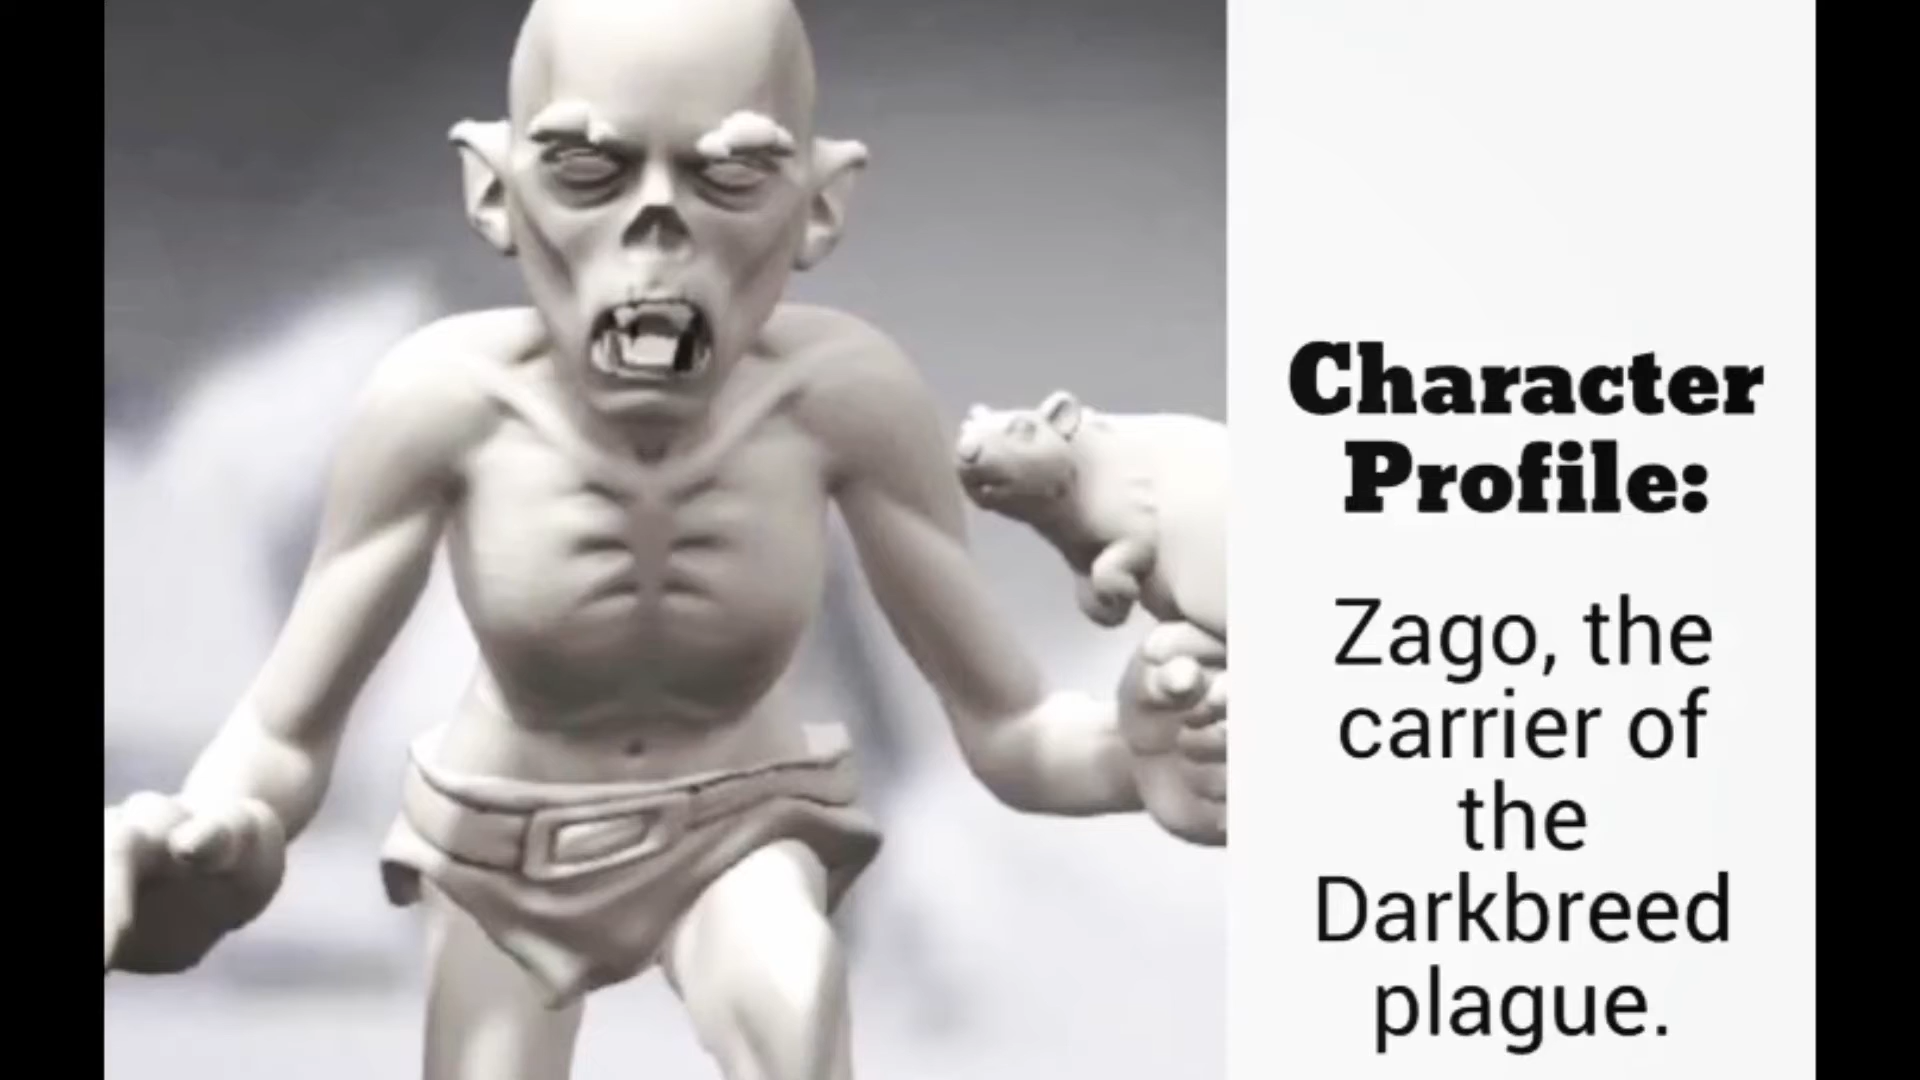 Character
Profile:
Zago, the
carrier of
the
Darkbreed
plague.